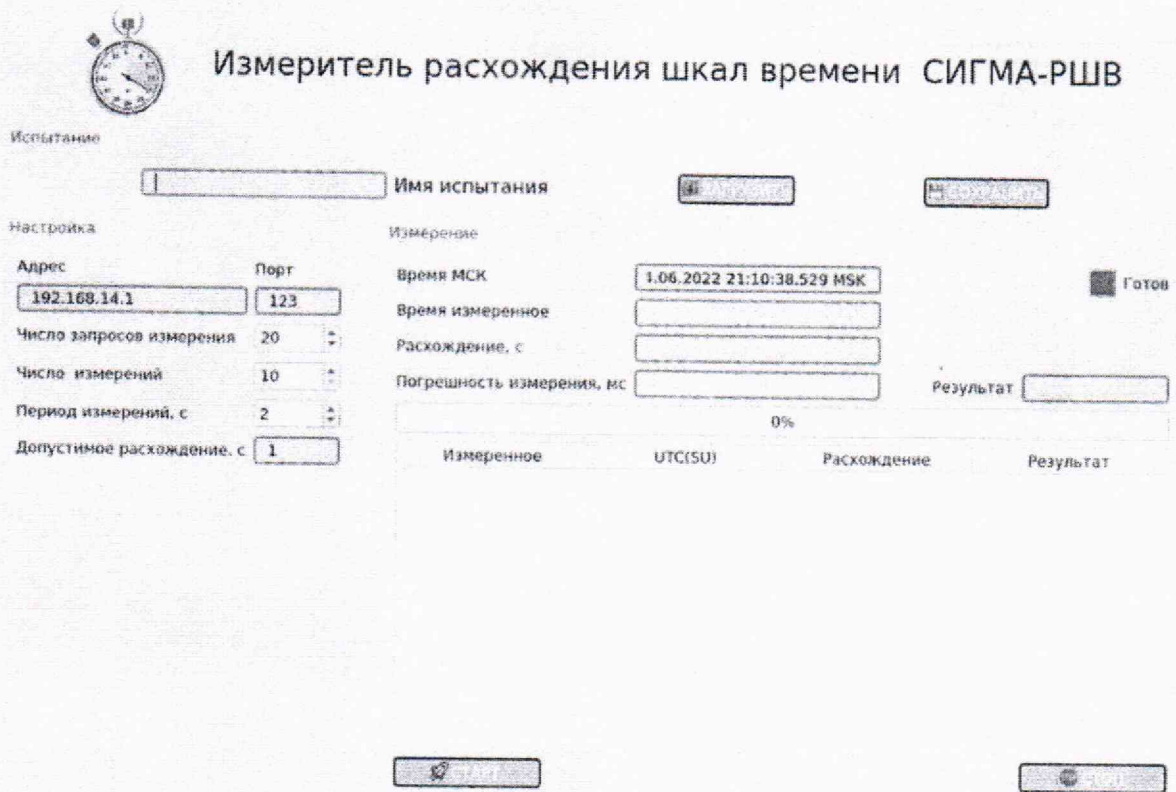 Измеритель расхождения шкал времени СИГМА-РШВ
Испытание
Имя испытания
Настройка
Измерение
Адрес Порт
192.168.14.1 123
Число запросов измерения 20
Число измерений 10
Период измерений, с 2
Допустимое расхождение, с 1
Время МСК 1.06.2022 21:10:38.529 MSK
Готов
Время измеренное
Расхождение, с
Погрешность измерения, мс
Результат
0%
Измеренное UTC(SU) Расхождение Результат
СТАРТ